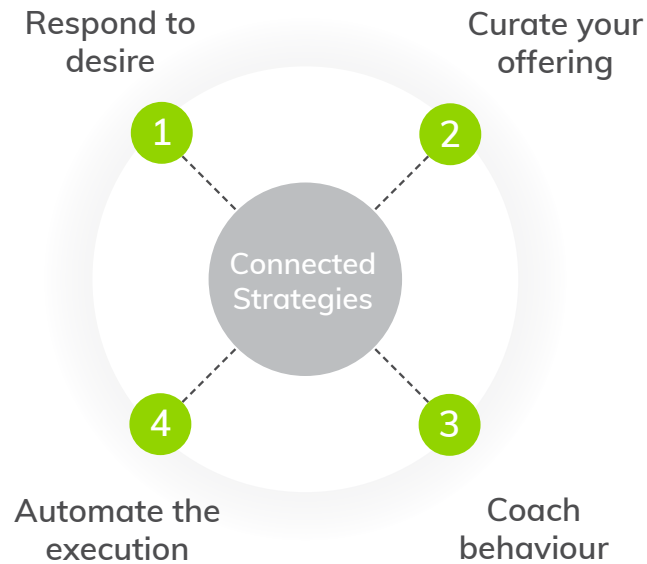 Respond to
desire
Curate your
offering
1
2
Connected
Strategies
4
3
Automate the
execution
Coach
behaviour